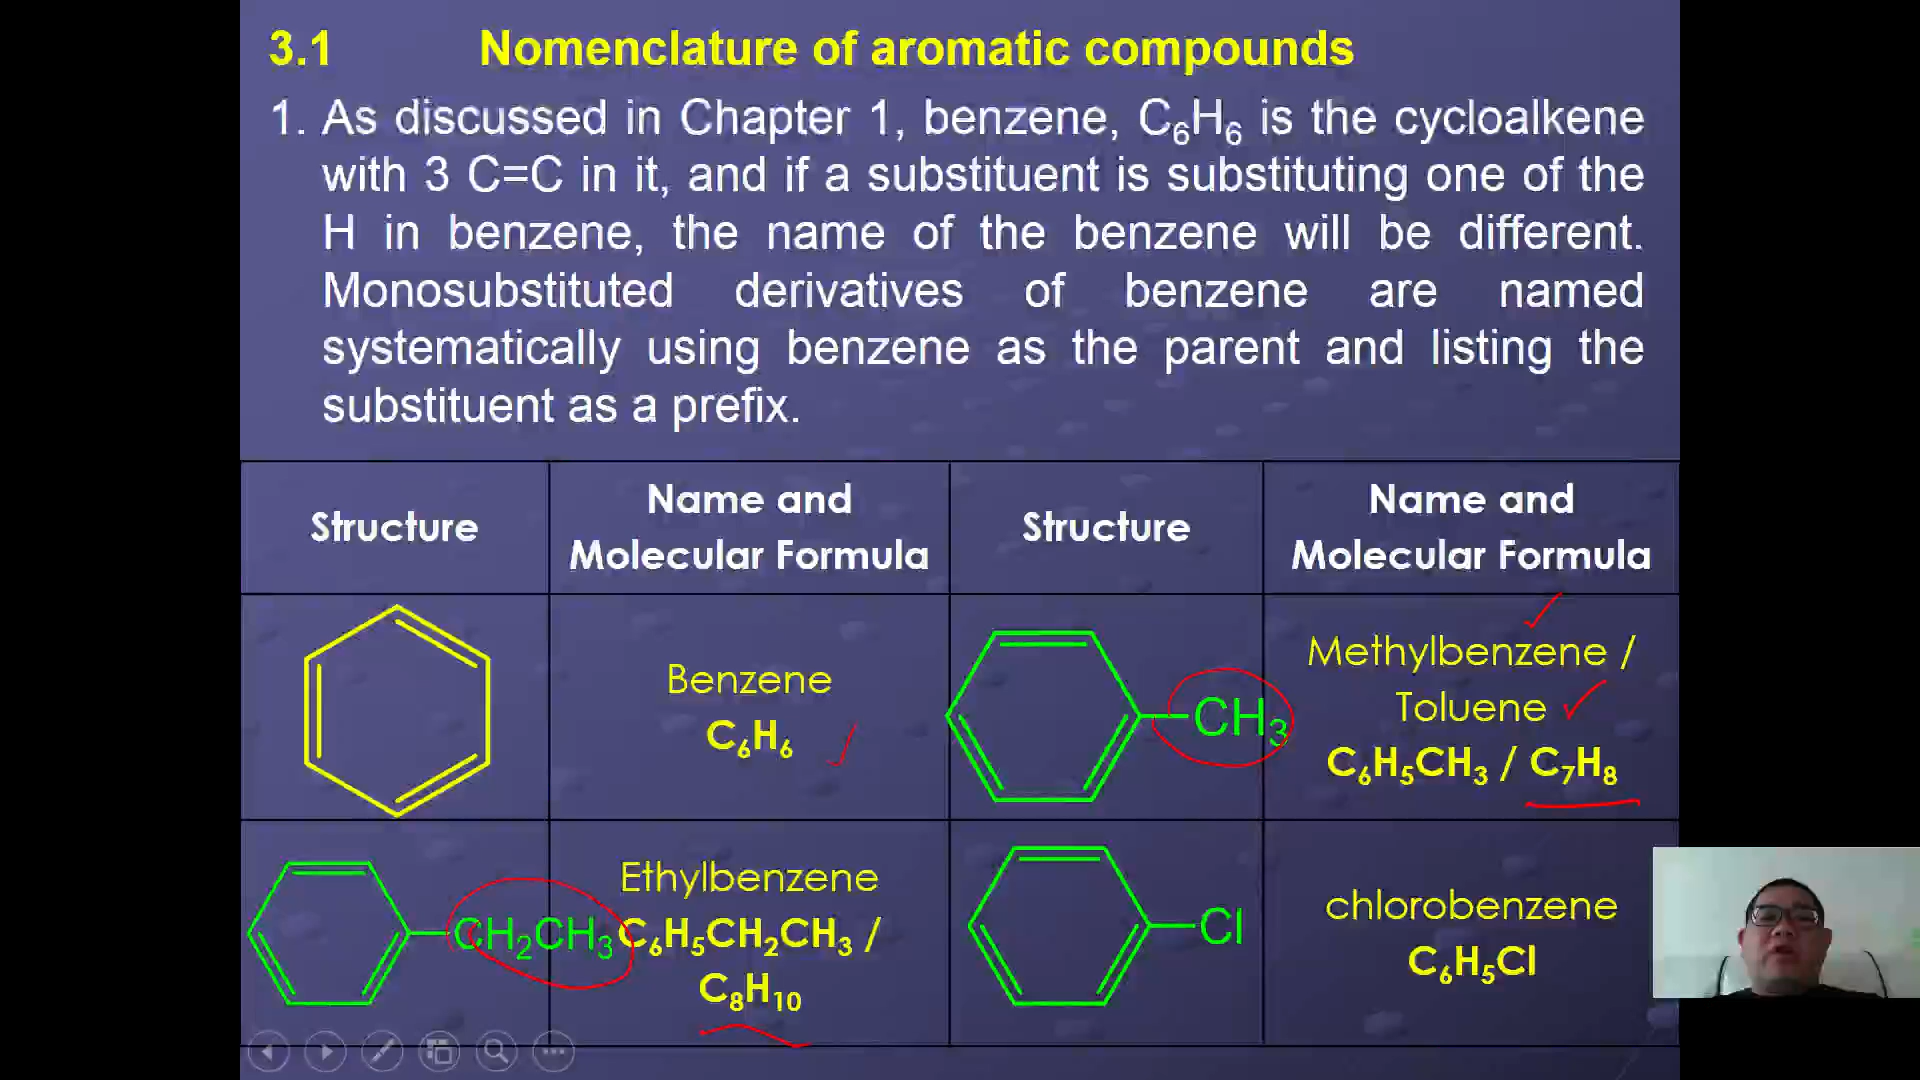 3.1 Nomenclature of aromatic compounds
1. As discussed in Chapter 1, benzene, C₆H₆ is the cycloalkene
with 3 C=C in it, and if a substituent is substituting one of the
H in benzene, the name of the benzene will be different.
Monosubstituted derivatives of benzene are named
systematically using benzene as the parent and listing the
substituent as a prefix.
Structure
Name and
Molecular Formula
Structure
Name and
Molecular Formula
Benzene
C₆H₆
CH₃
Methylbenzene /
Toluene
C₆H₅CH₃ / C₇H₈
CH₂CH₃
Ethylbenzene
C₆H₅CH₂CH₃ /
C₈H₁₀
Cl
chlorobenzene
C₆H₅Cl